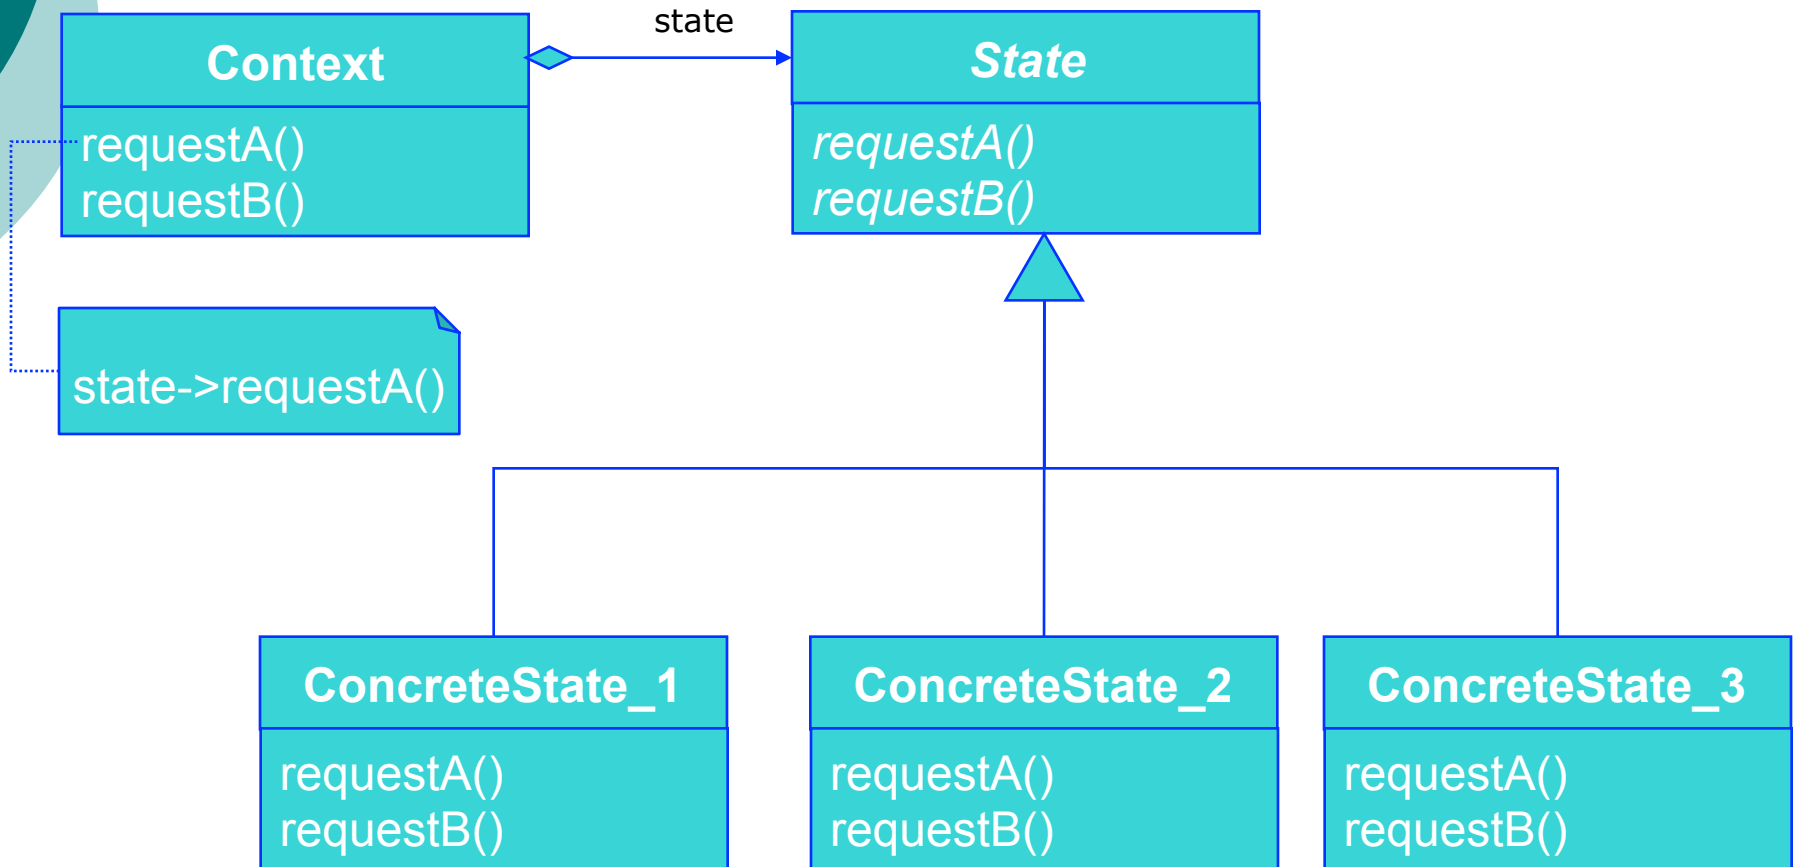 state
Context
requestA()
requestB()
State
requestA()
requestB()
state->requestA()
ConcreteState_1
requestA()
requestB()
ConcreteState_2
requestA()
requestB()
ConcreteState_3
requestA()
requestB()